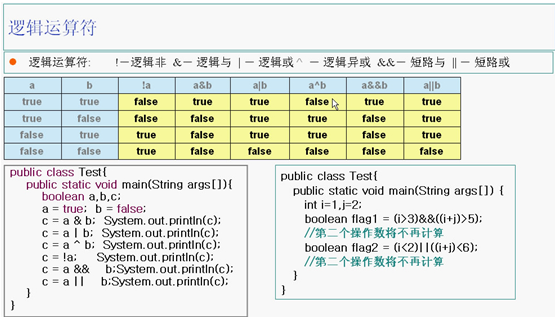 逻辑运算符
逻辑运算符: !—逻辑非 &— 逻辑与 | — 逻辑或 ^ — 逻辑异或 &&— 短路与 || — 短路或
a b !a a&b a|b a^b a&&b a||b
true true false true true false true true
true false false false true true false true
false true true false true true false true
false false true false false false false false
public class Test{
public static void main(String args[]){
boolean a,b,c;
a = true; b = false;
c = a & b; System.out.println(c);
c = a | b; System.out.println(c);
c = a ^ b; System.out.println(c);
c = !a; System.out.println(c);
c = a && b;System.out.println(c);
c = a || b;System.out.println(c);
}
}
public class Test{
public static void main(String args[]) {
int i=1,j=2;
boolean flag1 = (i>3)&&((i+j)>5);
//第二个操作数将不再计算
boolean flag2 = (i<2)||((i+j)<6);
//第二个操作数将不再计算
}
}